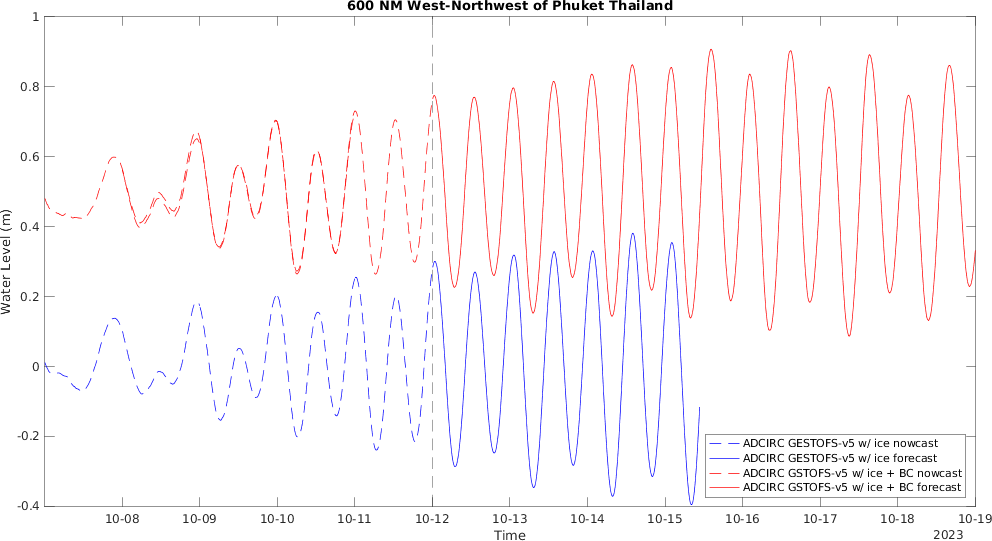 600 NM West-Northwest of Phuket Thailand
1
0.8
0.6
0.4
0.2
0
-0.2
-0.4
Water Level (m)
ADCIRC GESTOFS-v5 w/ ice nowcast
ADCIRC GESTOFS-v5 w/ ice forecast
ADCIRC GSTOFS-v5 w/ ice + BC nowcast
ADCIRC GSTOFS-v5 w/ ice + BC forecast
10-08 10-09 10-10 10-11 10-12 10-13 10-14 10-15 10-16 10-17 10-18 10-19
Time
2023